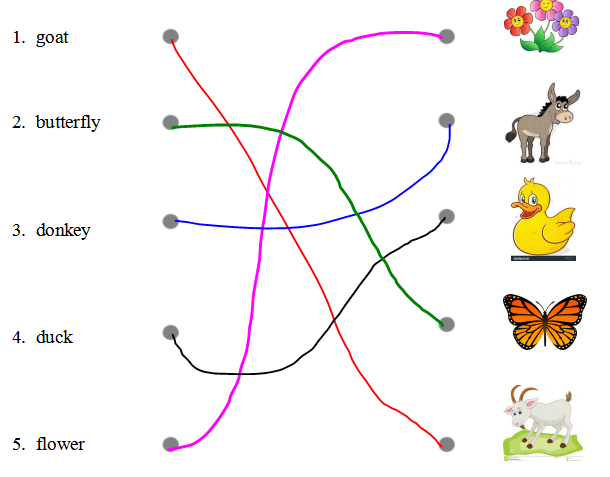 1. goat
2. butterfly
3. donkey
4. duck
5. flower